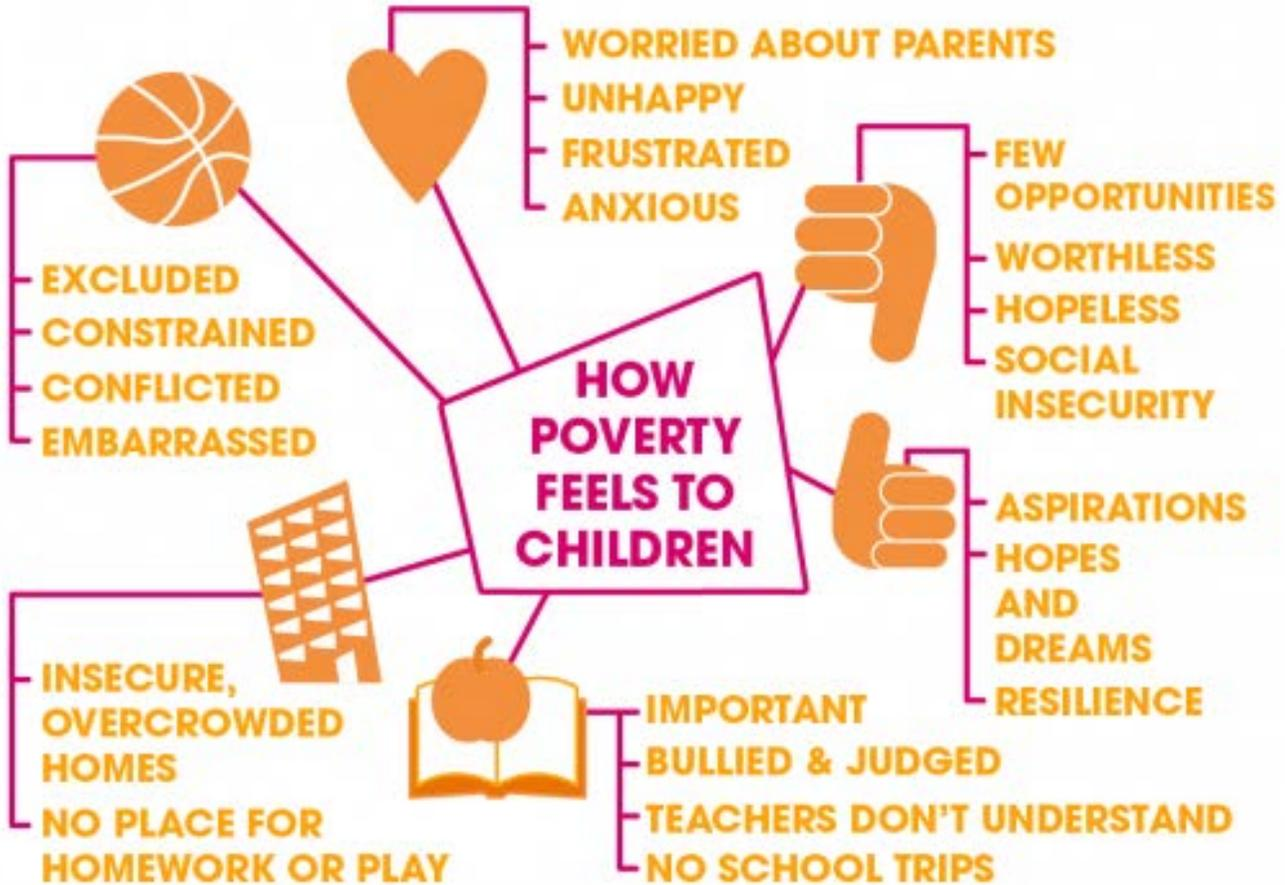 HOW
POVERTY
FEELS TO
CHILDREN
WORRIED ABOUT PARENTS
UNHAPPY
FRUSTRATED
ANXIOUS
FEW
OPPORTUNITIES
WORTHLESS
HOPELESS
SOCIAL
INSECURITY
ASPIRATIONS
HOPES
AND
DREAMS
RESILIENCE
IMPORTANT
BULLIED & JUDGED
TEACHERS DON'T UNDERSTAND
NO SCHOOL TRIPS
INSECURE,
OVERCROWDED
HOMES
NO PLACE FOR
HOMEWORK OR PLAY
EXCLUDED
CONSTRAINED
CONFLICTED
EMBARRASSED